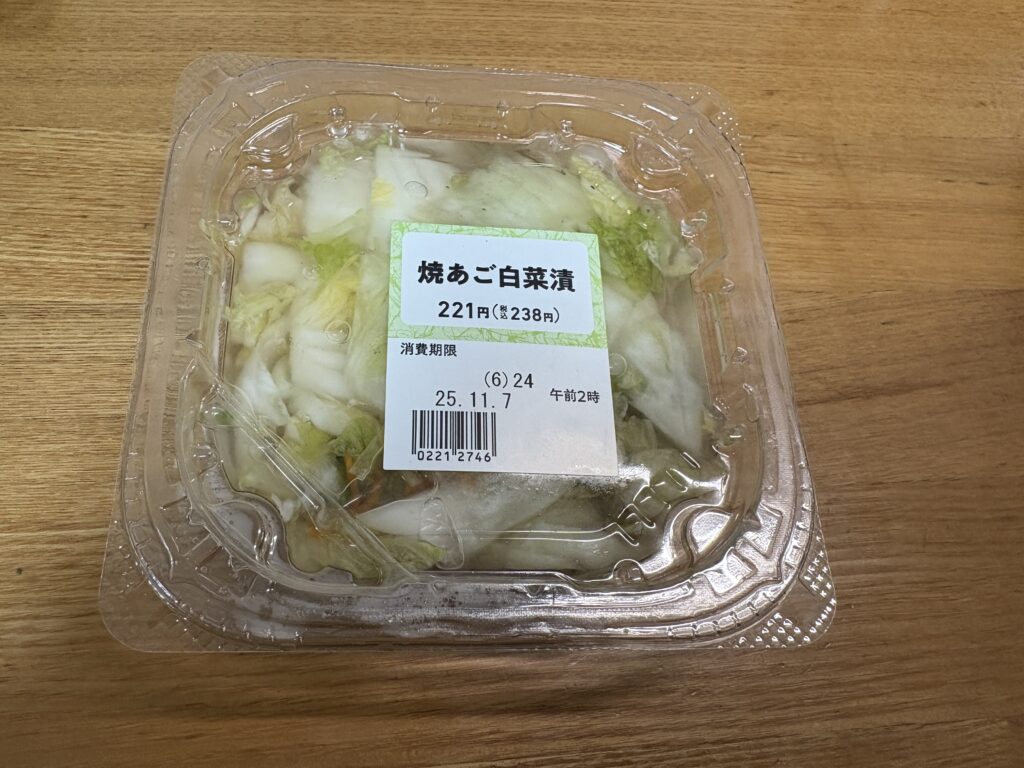 焼あご白菜漬
221円(税込238円)
消費期限
(6)24
25.11.7 午前2時
0221 2746